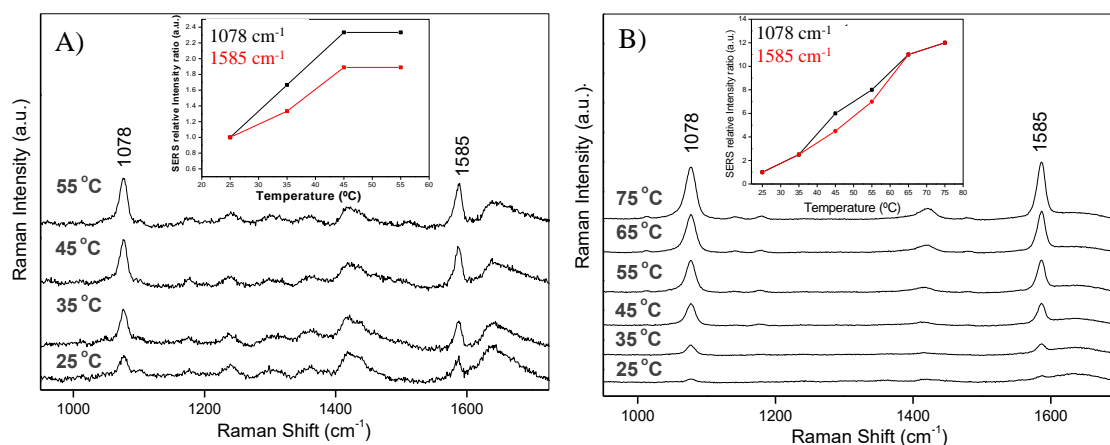 A)
1078 cm-1
1585 cm-1
SERS relative Intensity ratio (a.u.)
2.4
2.2
2.0
1.8
1.6
1.4
1.2
1.0
0.8
0.6
20 25 30 35 40 45 50 55 60
Temperature (ºC)
1078
1585
55 °C
45 °C
35 °C
25 °C
Raman Intensity (a.u.)
1000 1200 1400 1600
Raman Shift (cm-1)
B)
1078 cm-1
1585 cm-1
SERS relative Intensity ratio (a.u.)
12
10
8
6
4
2
0
25 30 35 40 45 50 55 60 65 70 75 80
Temperature (ºC)
1078
1585
75 °C
65 °C
55 °C
45 °C
35 °C
25 °C
Raman Intensity (a.u.)
1000 1200 1400 1600
Raman Shift (cm-1)